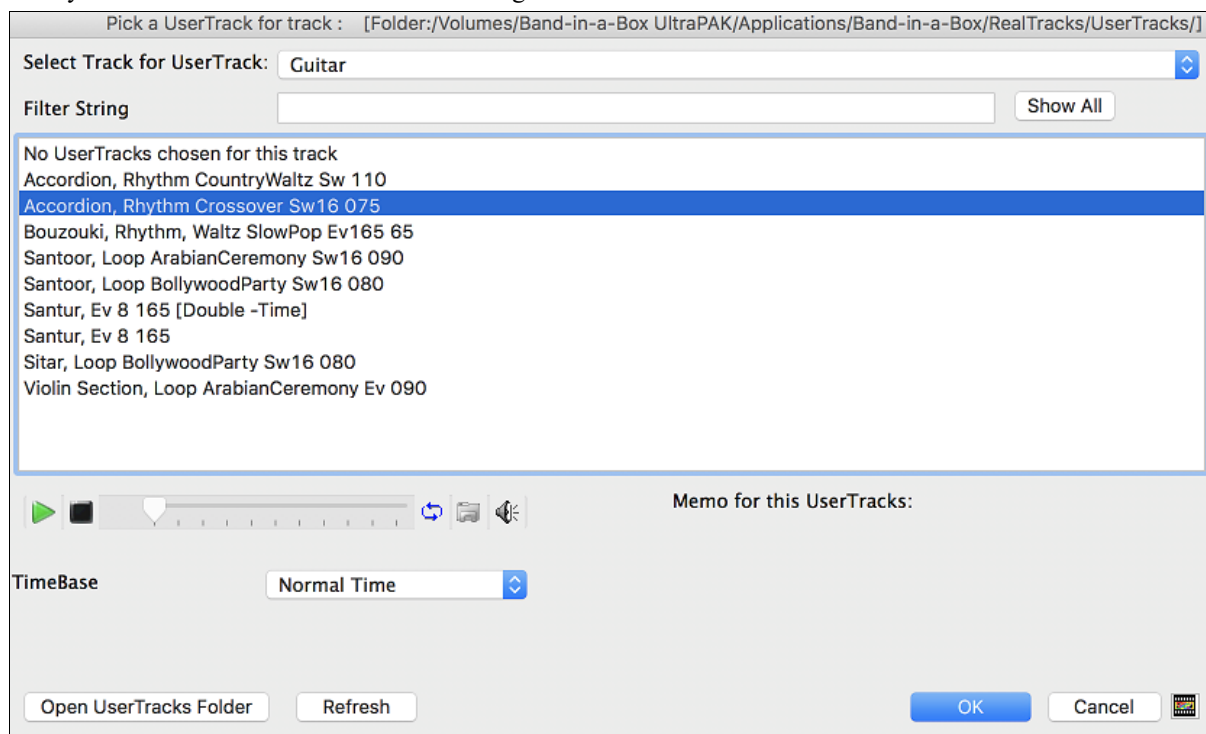 Pick a UserTrack for track :    [Folder:/Volumes/Band-in-a-Box UltraPAK/Applications/Band-in-a-Box/RealTracks/UserTracks/]
Select Track for UserTrack: Guitar
Filter String Show All
No UserTracks chosen for this track
Accordion, Rhythm CountryWaltz Sw 110
Accordion, Rhythm Crossover Sw16 075
Bouzouki, Rhythm, Waltz SlowPop Ev165 65
Santoor, Loop ArabianCeremony Sw16 090
Santoor, Loop BollywoodParty Sw16 080
Santur, Ev 8 165 [Double -Time]
Santur, Ev 8 165
Sitar, Loop BollywoodParty Sw16 080
Violin Section, Loop ArabianCeremony Ev 090
Memo for this UserTracks:
TimeBase Normal Time
Open UserTracks Folder Refresh OK Cancel